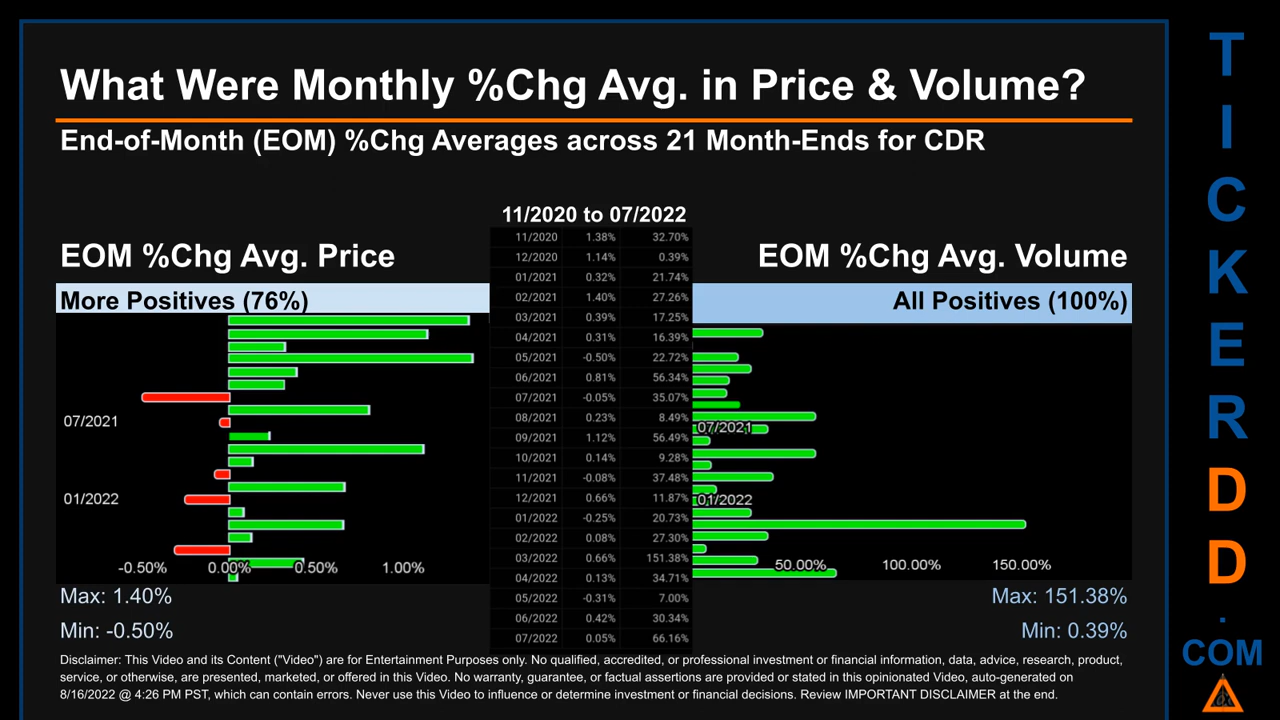 What Were Monthly %Chg Avg. in Price & Volume?
End-of-Month (EOM) %Chg Averages across 21 Month-Ends for CDR
11/2020 to 07/2022
EOM %Chg Avg. Price
EOM %Chg Avg. Volume
More Positives (76%)
All Positives (100%)
11/2020 1.38% 32.70%
12/2020 1.14% 0.39%
01/2021 0.32% 21.74%
02/2021 1.40% 27.26%
03/2021 0.39% 17.25%
04/2021 0.31% 16.39%
05/2021 -0.50% 22.72%
06/2021 0.81% 56.34%
07/2021 -0.05% 35.07%
08/2021 0.23% 8.49%
09/2021 1.12% 56.49%
10/2021 0.14% 9.28%
11/2021 -0.08% 37.48%
12/2021 0.66% 11.87%
01/2022 -0.25% 20.73%
02/2022 0.08% 27.30%
03/2022 0.66% 151.38%
04/2022 0.13% 34.71%
05/2022 -0.31% 7.00%
06/2022 0.42% 30.34%
07/2022 0.05% 66.16%
07/2021
01/2022
-0.50% 0.00% 0.50% 1.00%
07/2021
01/2022
50.00% 100.00% 150.00%
Max: 1.40%
Min: -0.50%
Max: 151.38%
Min: 0.39%
Disclaimer: This Video and its Content ("Video") are for Entertainment Purposes only. No qualified, accredited, or professional investment or financial information, data, advice, research, product,
service, or otherwise, are presented, marketed, or offered in this Video. No warranty, guarantee, or factual assertions are provided or stated in this opinionated Video, auto-generated on
8/16/2022 @ 4:26 PM PST, which can contain errors. Never use this Video to influence or determine investment or financial decisions. Review IMPORTANT DISCLAIMER at the end.
T
I
C
K
E
R
D
D
.
COM